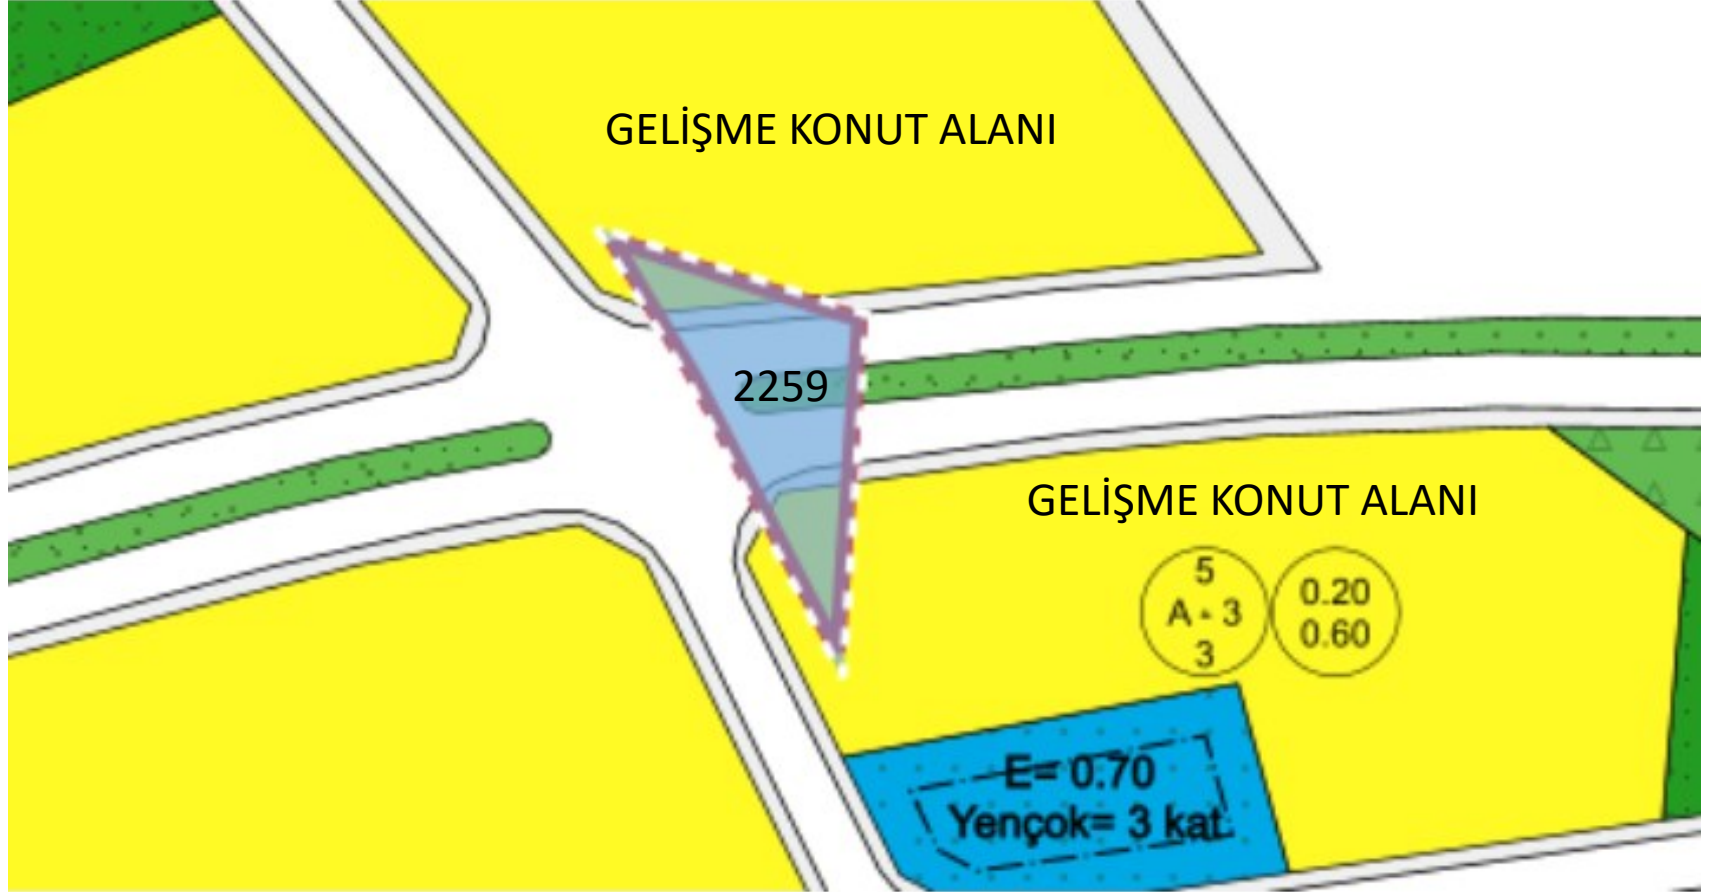 GELİŞME KONUT ALANI
2259
GELİŞME KONUT ALANI
5
A - 3
3
0.20
0.60
E= 0.70
Yençok= 3 kat.